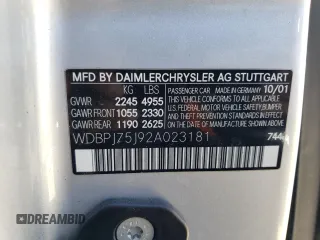 MFD BY DAIMLERCHRYSLER AG STUTTGART
KG LBS PASSENGER CAR MADE IN GERMANY 10/01
GVWR 2245 4955
GAWR FRONT 1055 2330
GAWR REAR 1190 2625
THIS VEHICLE CONFORMS TO ALL APPLICABLE
U.S. FEDERAL MOTOR VEHICLE SAFETY, BUMPER,
AND THEFT PREVENTION STANDARDS IN EFFECT
ON THE DATE OF MANUFACTURE SHOWN ABOVE.
WDBPJ75J92A023181 744
DREAMBID